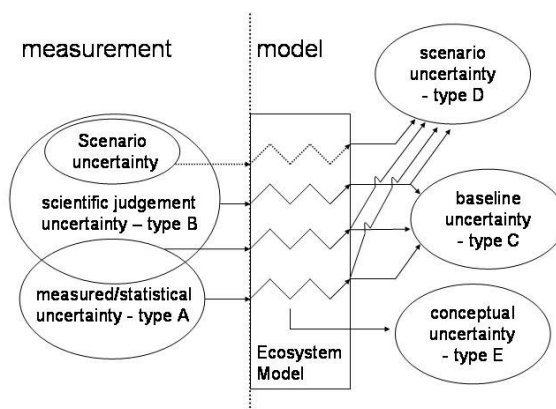 measurement
model
Scenario
uncertainty
scientific judgement
uncertainty – type B
measured/statistical
uncertainty - type A
Ecosystem
Model
scenario
uncertainty
- type D
baseline
uncertainty
- type C
conceptual
uncertainty
- type E